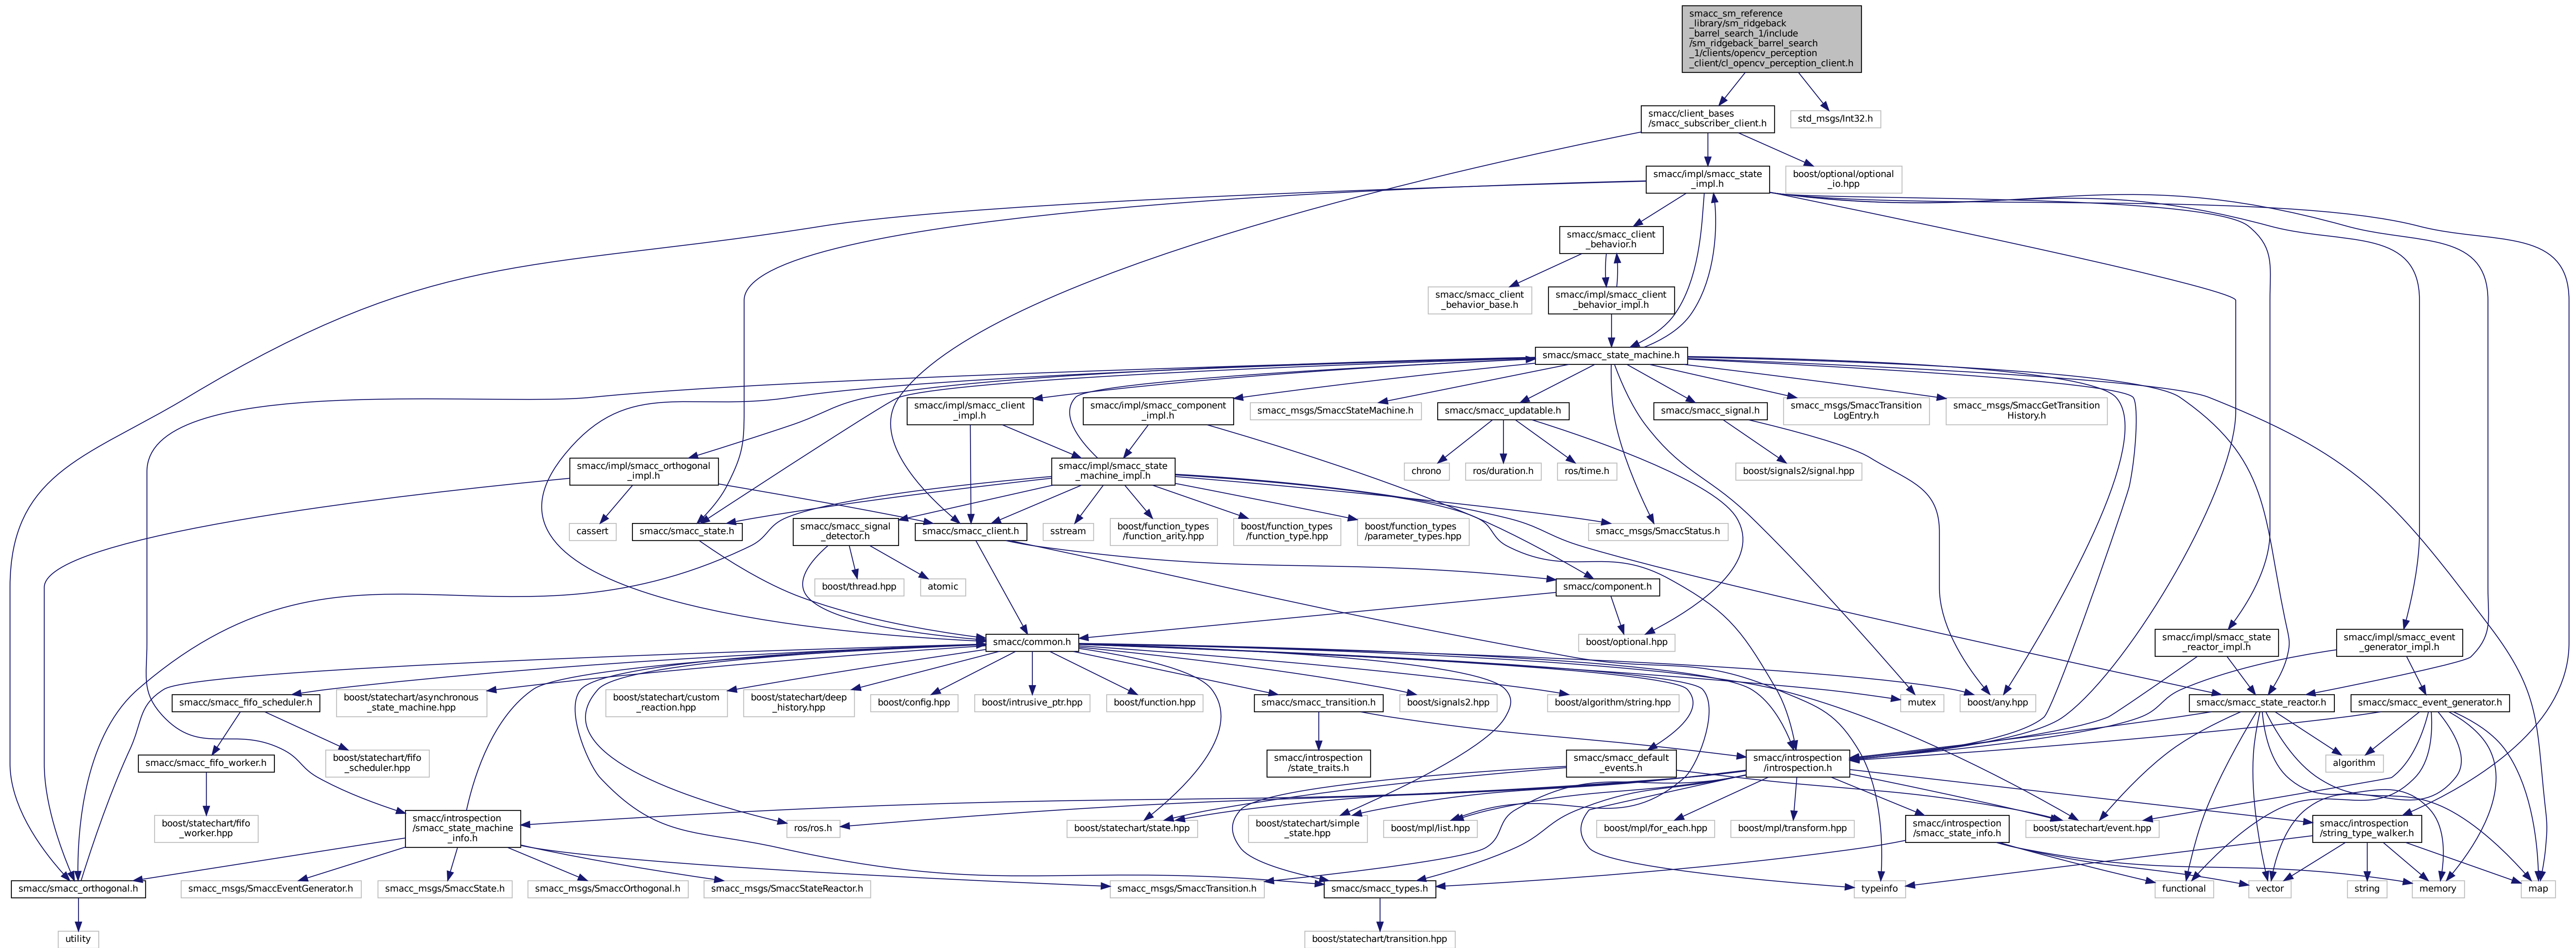 smacc_sm_reference
_library/sm_ridgeback
_barrel_search_1/include
/sm_ridgeback_barrel_search
_1/clients/opencv_perception
_client/cl_opencv_perception_client.h
smacc/client_bases
/smacc_subscriber_client.h
std_msgs/Int32.h
smacc/impl/smacc_state
_impl.h
boost/optional/optional
_io.hpp
smacc/smacc_client
_behavior.h
smacc/smacc_client
_behavior_base.h
smacc/impl/smacc_client
_behavior_impl.h
smacc/smacc_state_machine.h
smacc/impl/smacc_client
_impl.h
smacc/impl/smacc_component
_impl.h
smacc_msgs/SmaccStateMachine.h
smacc/smacc_updatable.h
smacc/smacc_signal.h
smacc_msgs/SmaccTransition
LogEntry.h
smacc_msgs/SmaccGetTransition
History.h
smacc/impl/smacc_orthogonal
_impl.h
smacc/impl/smacc_state
_machine_impl.h
chrono
ros/duration.h
ros/time.h
boost/signals2/signal.hpp
cassert
smacc/smacc_state.h
smacc/smacc_signal
_detector.h
smacc/smacc_client.h
sstream
boost/function_types
/function_arity.hpp
boost/function_types
/function_type.hpp
boost/function_types
/parameter_types.hpp
smacc_msgs/SmaccStatus.h
boost/thread.hpp
atomic
smacc/component.h
smacc/common.h
boost/optional.hpp
smacc/impl/smacc_state
_reactor_impl.h
smacc/impl/smacc_event
_generator_impl.h
smacc/smacc_fifo_scheduler.h
boost/statechart/asynchronous
_state_machine.hpp
boost/statechart/custom
_reaction.hpp
boost/statechart/deep
_history.hpp
boost/config.hpp
boost/intrusive_ptr.hpp
boost/function.hpp
smacc/smacc_transition.h
boost/signals2.hpp
boost/algorithm/string.hpp
mutex
boost/any.hpp
smacc/smacc_state_reactor.h
smacc/smacc_event_generator.h
smacc/smacc_fifo_worker.h
boost/statechart/fifo
_scheduler.hpp
smacc/introspection
/state_traits.h
smacc/smacc_default
_events.h
smacc/introspection
/introspection.h
algorithm
boost/statechart/fifo
_worker.hpp
smacc/introspection
/smacc_state_machine
_info.h
ros/ros.h
boost/statechart/state.hpp
boost/statechart/simple
_state.hpp
boost/mpl/list.hpp
boost/mpl/for_each.hpp
boost/mpl/transform.hpp
smacc/introspection
/smacc_state_info.h
boost/statechart/event.hpp
smacc/introspection
/string_type_walker.h
smacc/smacc_orthogonal.h
smacc_msgs/SmaccEventGenerator.h
smacc_msgs/SmaccState.h
smacc_msgs/SmaccOrthogonal.h
smacc_msgs/SmaccStateReactor.h
smacc_msgs/SmaccTransition.h
smacc/smacc_types.h
typeinfo
functional
vector
string
memory
map
utility
boost/statechart/transition.hpp